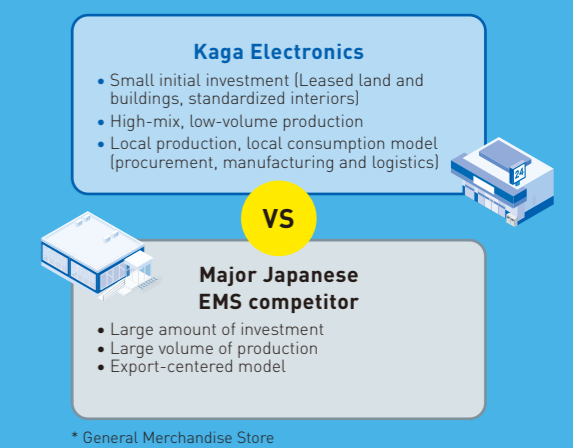 Kaga Electronics
• Small initial investment (Leased land and
buildings, standardized interiors)
• High-mix, low-volume production
• Local production, local consumption model
(procurement, manufacturing and logistics)
24
VS
Major Japanese
EMS competitor
• Large amount of investment
• Large volume of production
• Export-centered model
* General Merchandise Store